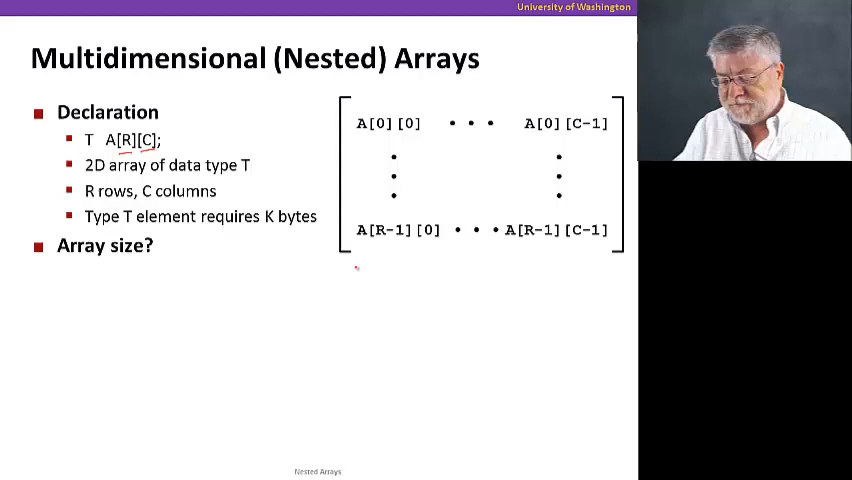 University of Washington
Multidimensional (Nested) Arrays
Declaration
T A[R][C];
2D array of data type T
R rows, C columns
Type T element requires K bytes
Array size?
A[0][0] • • • A[0][C-1]
•
•
•
•
•
•
A[R-1][0] • • • A[R-1][C-1]
Nested Arrays